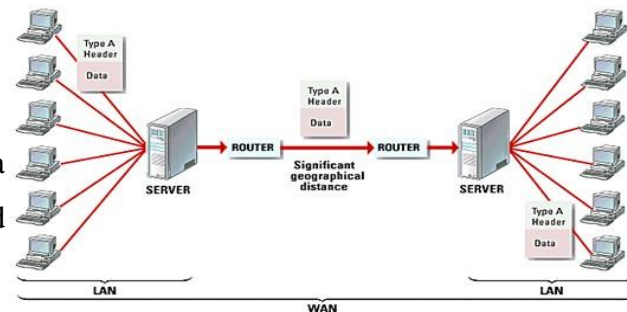 Type A
Header
Data
Type A
Header
Data
ROUTER
ROUTER
Significant
geographical
distance
SERVER
SERVER
a
d
Type A
Header
Data
LAN
LAN
WAN